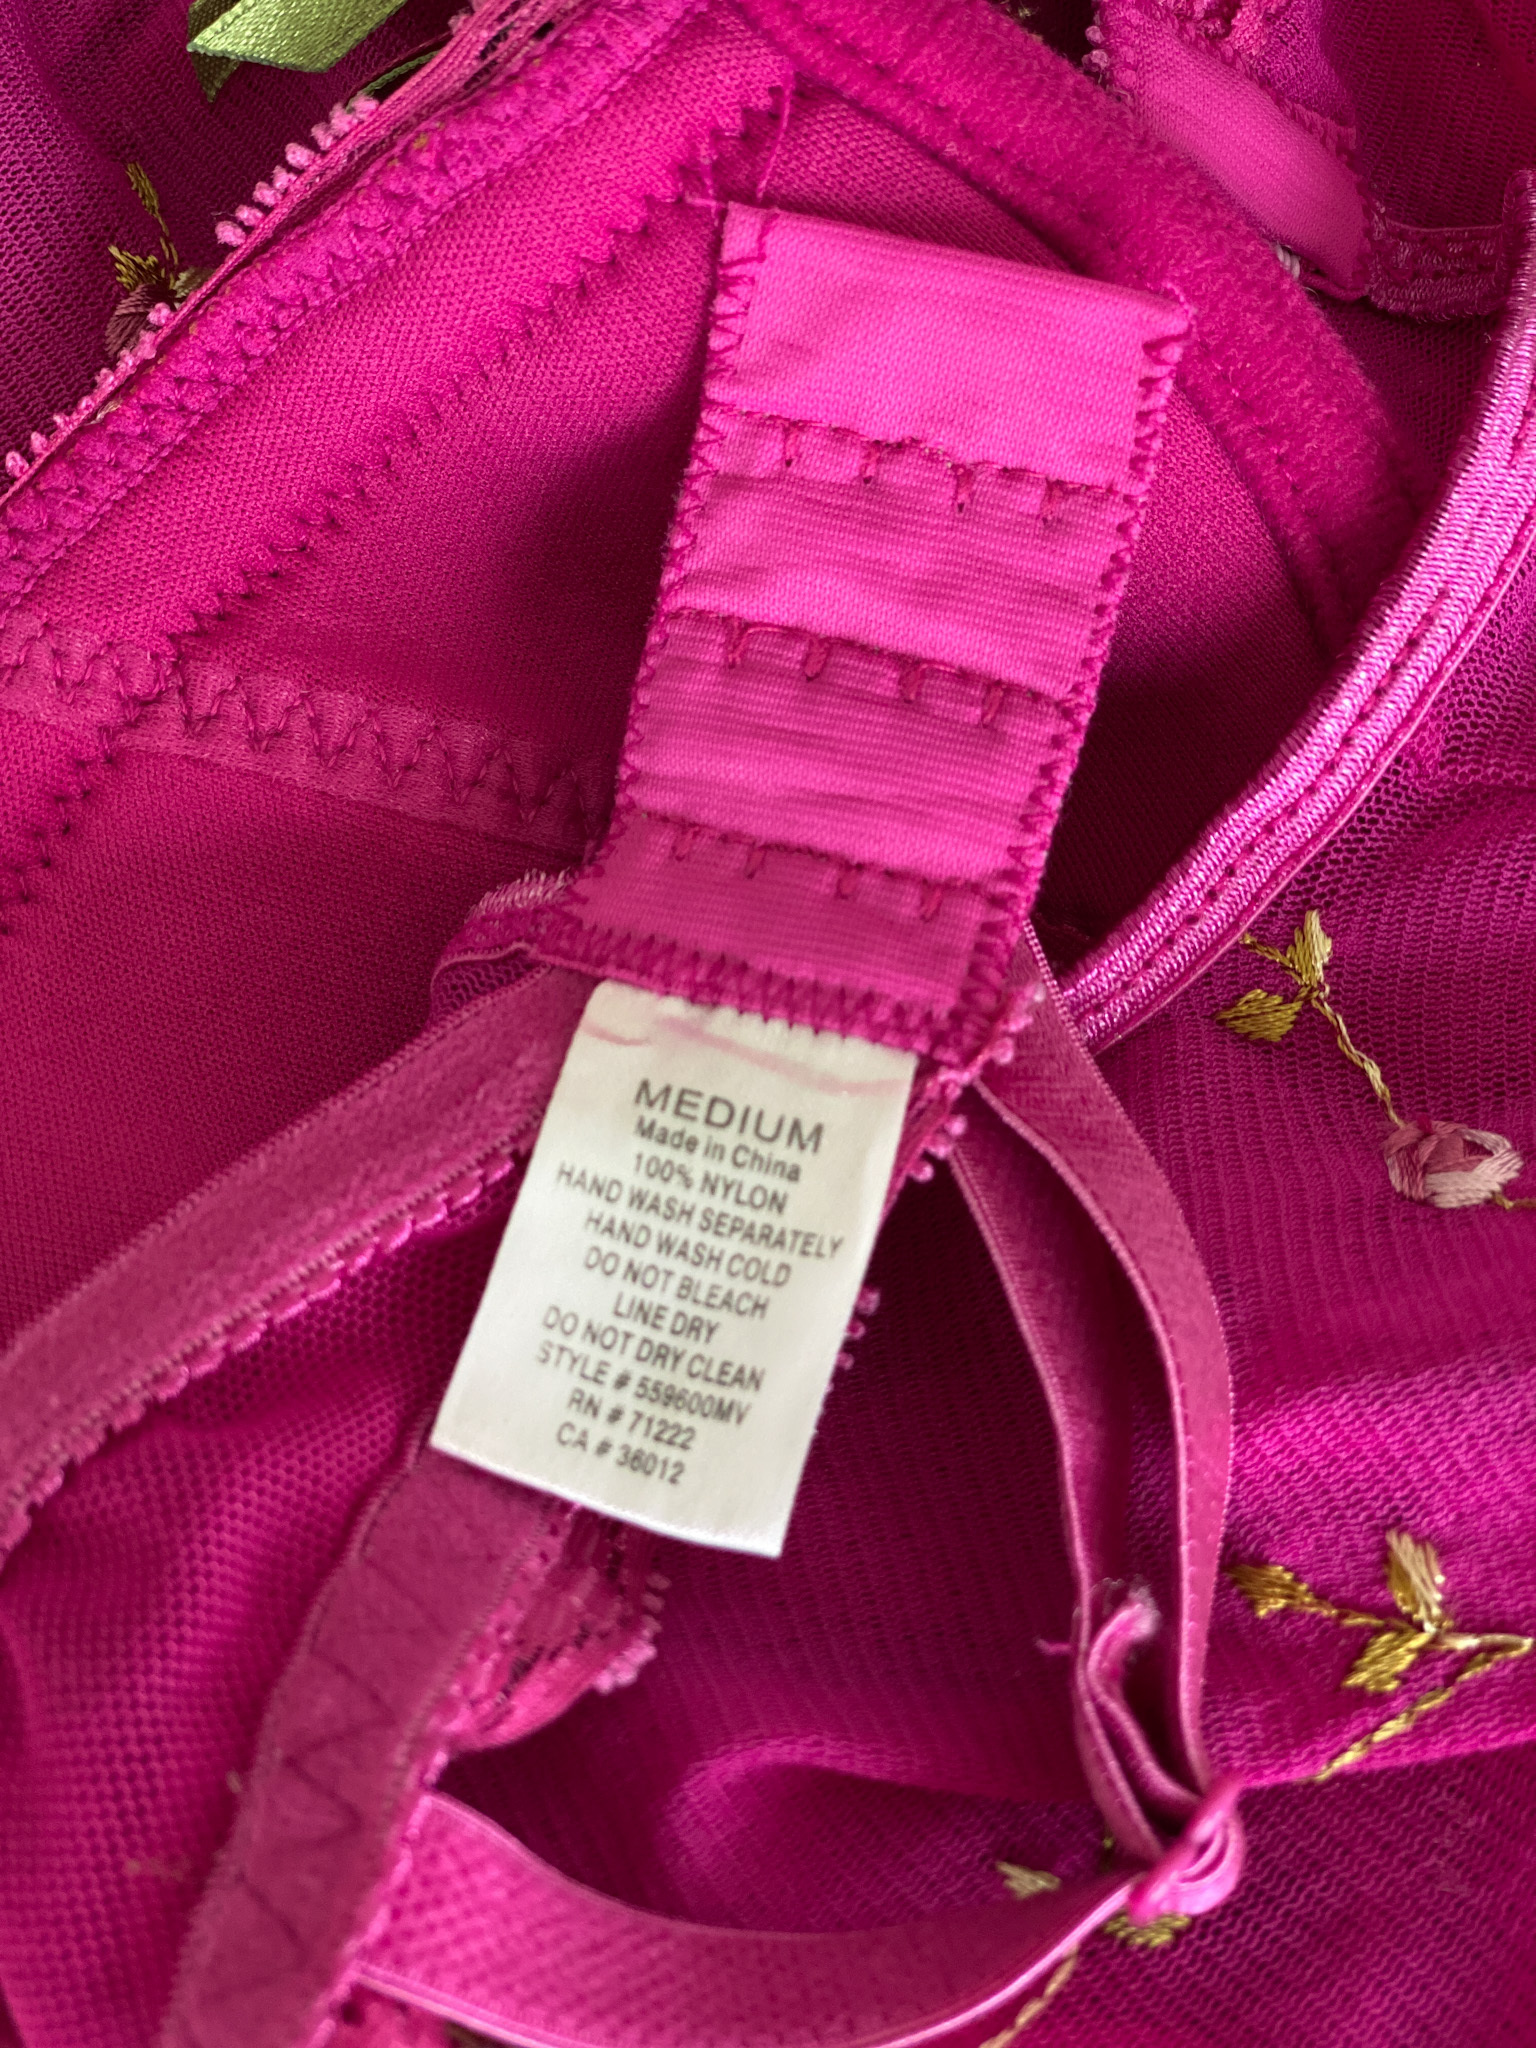 MEDIUM
Made in China
100% NYLON
HAND WASH SEPARATELY
HAND WASH COLD
DO NOT BLEACH
LINE DRY
DO NOT DRY CLEAN
STYLE # 559600MV
RN # 71222
CA # 36012